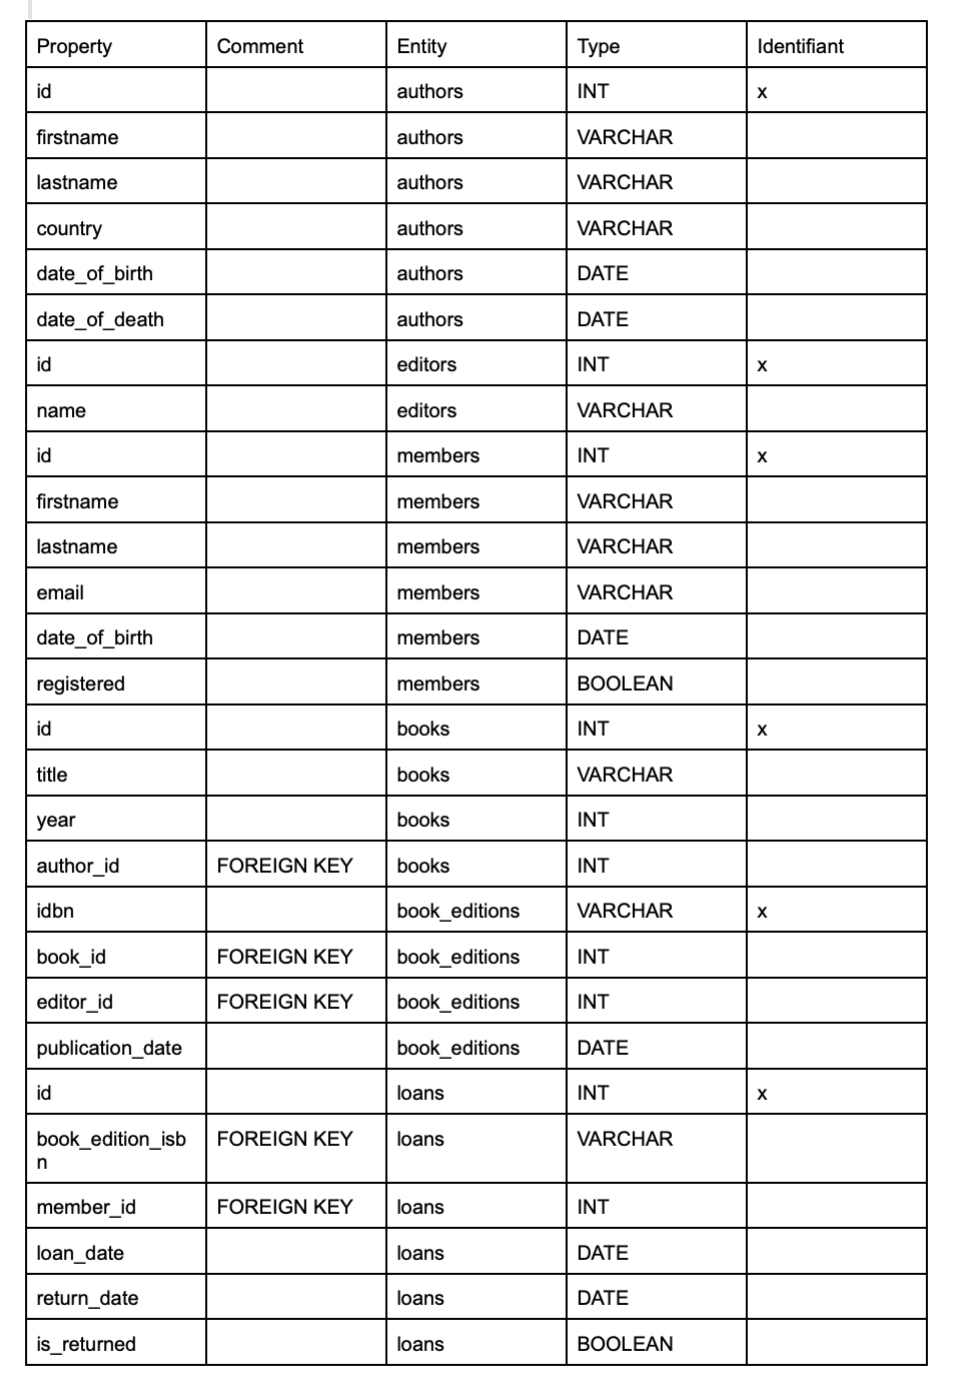 Property Comment Entity Type Identifiant
id authors INT x
firstname authors VARCHAR
lastname authors VARCHAR
country authors VARCHAR
date_of_birth authors DATE
date_of_death authors DATE
id editors INT x
name editors VARCHAR
id members INT x
firstname members VARCHAR
lastname members VARCHAR
email members VARCHAR
date_of_birth members DATE
registered members BOOLEAN
id books INT x
title books VARCHAR
year books INT
author_id FOREIGN KEY books INT
idbn book_editions VARCHAR x
book_id FOREIGN KEY book_editions INT
editor_id FOREIGN KEY book_editions INT
publication_date book_editions DATE
id loans INT x
book_edition_isb FOREIGN KEY loans VARCHAR
n
member_id FOREIGN KEY loans INT
loan_date loans DATE
return_date loans DATE
is_returned loans BOOLEAN